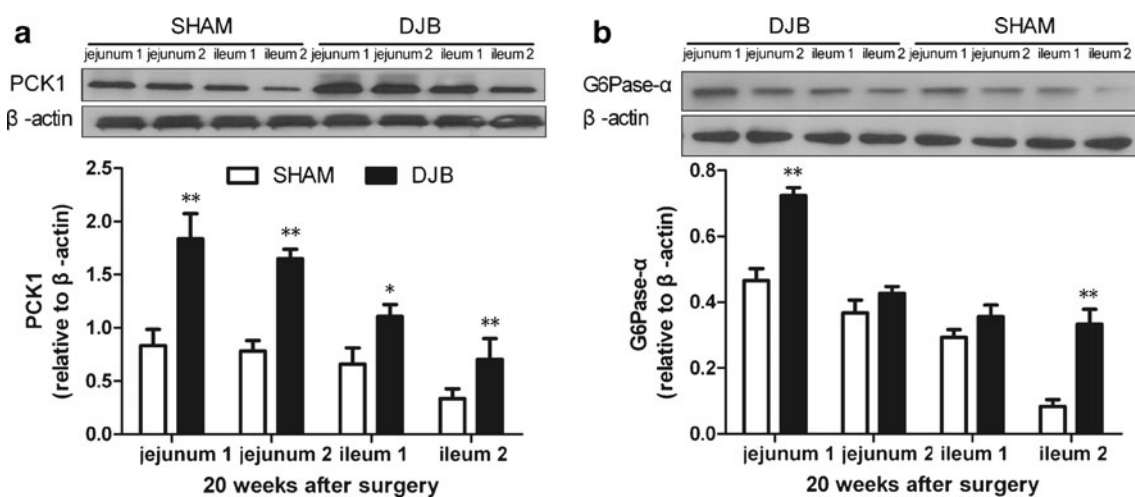 a
SHAM DJB
jejunum 1 jejunum 2 ileum 1 ileum 2 jejunum 1 jejunum 2 ileum 1 ileum 2
PCK1
β -actin
2.5
2.0
1.5
1.0
0.5
0.0
PCK1
(relative to β -actin)
SHAM DJB
** ** * **
jejunum 1 jejunum 2 ileum 1 ileum 2
20 weeks after surgery
b
DJB SHAM
jejunum 1 jejunum 2 ileum 1 ileum 2 jejunum 1 jejunum 2 ileum 1 ileum 2
G6Pase-α
β -actin
0.8
0.6
0.4
0.2
0.0
G6Pase-α
(relative to β -actin)
** **
jejunum 1 jejunum 2 ileum 1 ileum 2
20 weeks after surgery